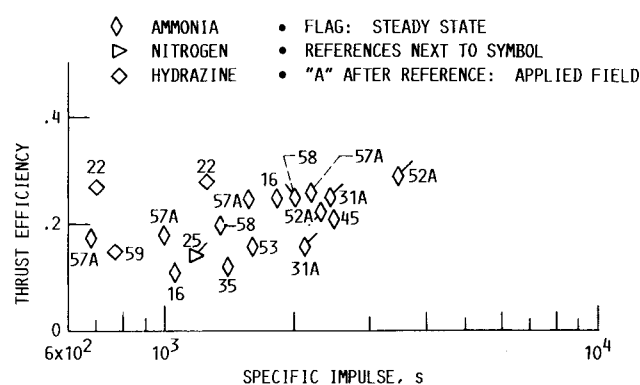 AMMONIA
• FLAG: STEADY STATE
NITROGEN
• REFERENCES NEXT TO SYMBOL
HYDRAZINE
• "A" AFTER REFERENCE: APPLIED FIELD
.4
58
57A
22
22
16
52A
57A
31A
.2
57A
58
52A
45
25
53
57A
59
31A
16
35
0
6x10²
10³
10⁴
THRUST EFFICIENCY
SPECIFIC IMPULSE, s